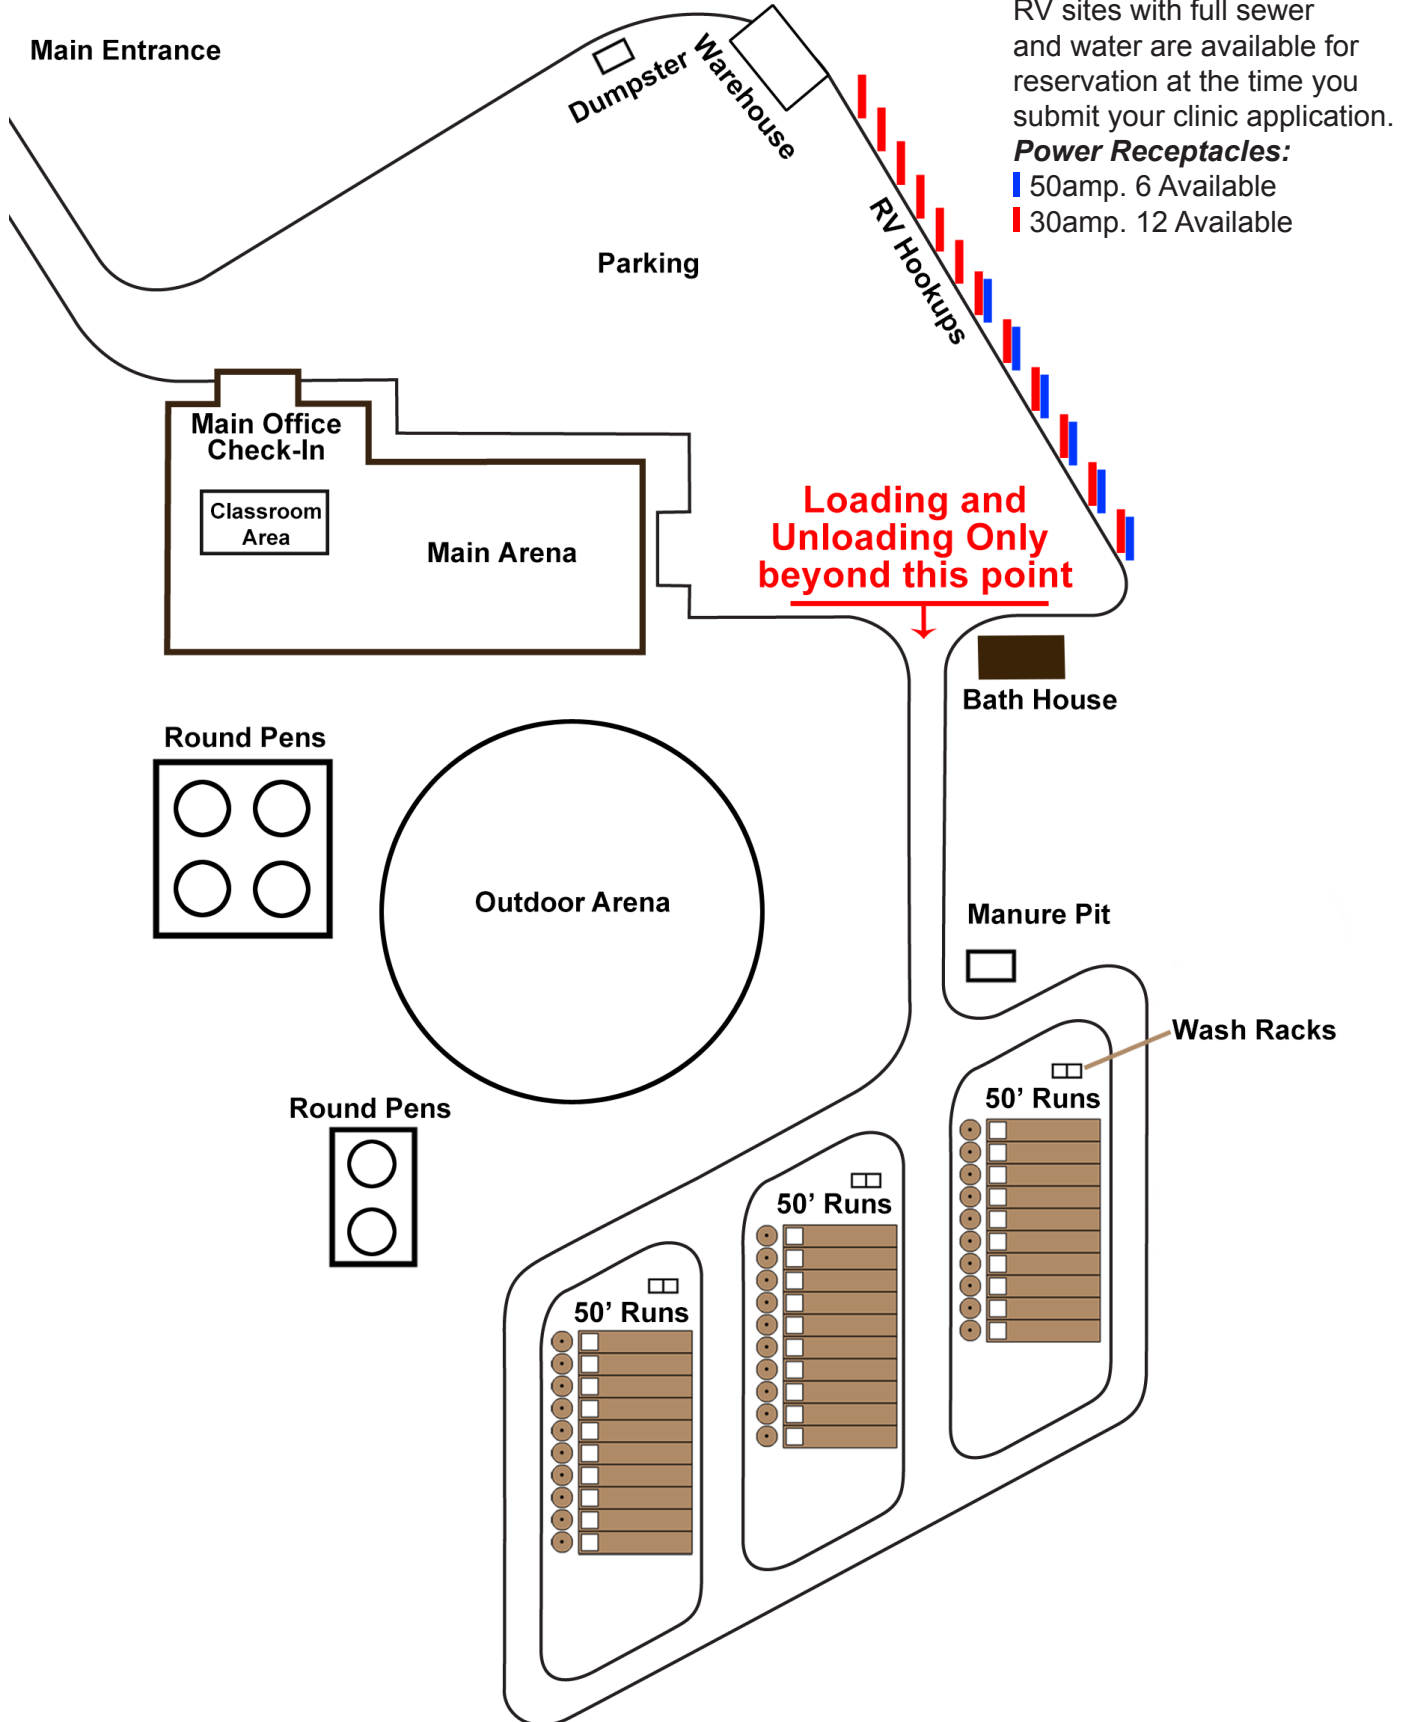 RV sites with full sewer
and water are available for
reservation at the time you
submit your clinic application.
Power Receptacles:
50amp. 6 Available
30amp. 12 Available
Main Entrance
Dumpster
Warehouse
Parking
RV Hookups
Main Office
Check-In
Classroom
Area
Main Arena
Loading and
Unloading Only
beyond this point
Bath House
Round Pens
Outdoor Arena
Manure Pit
Wash Racks
50’ Runs
Round Pens
50’ Runs
50’ Runs